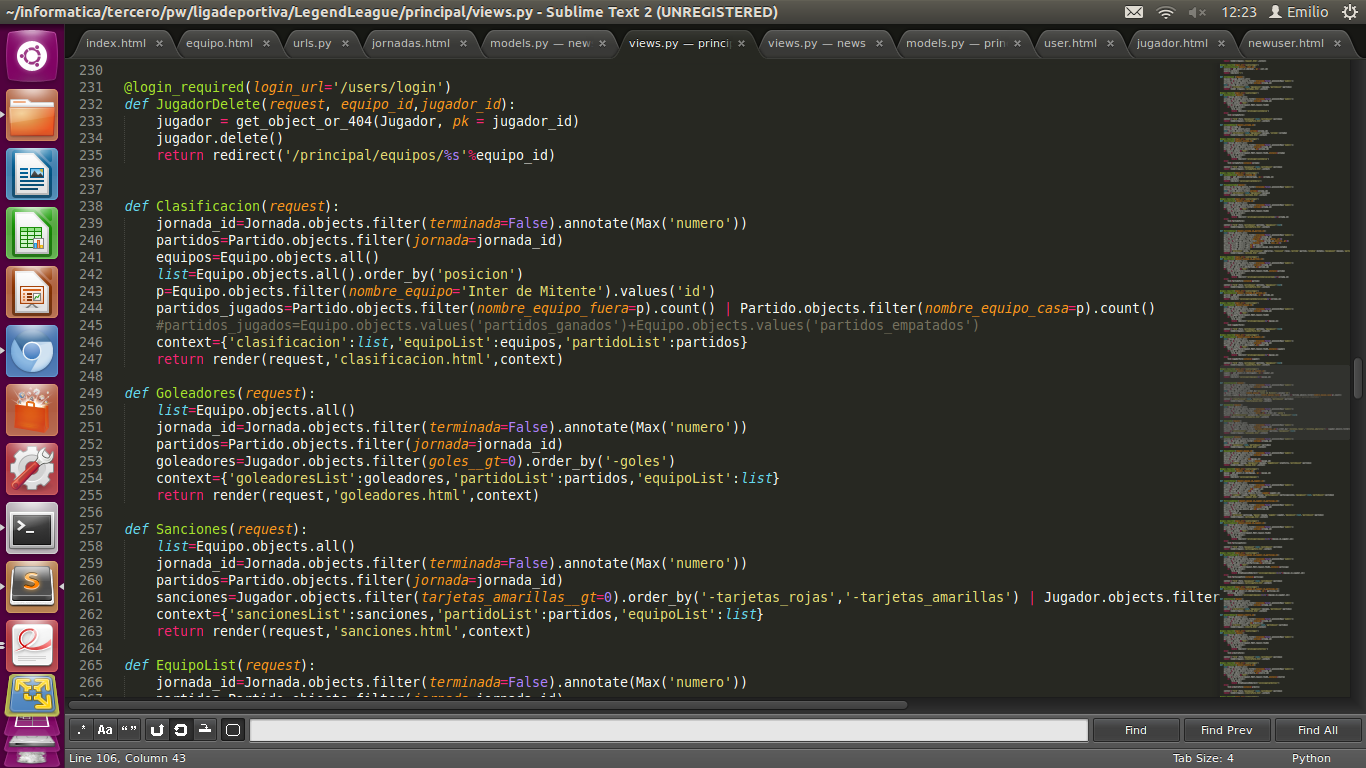 ~/informatica/tercero/pw/ligadeportiva/LegendLeague/principal/views.py - Sublime Text 2 (UNREGISTERED)
12:23 Emilio
index.html × equipo.html × urls.py × jornadas.html × models.py — new × views.py — princi × views.py — news × models.py — prin × user.html × jugador.html × newuser.html ×
230
231 @login_required(login_url='/users/login')
232 def JugadorDelete(request, equipo_id,jugador_id):
233     jugador = get_object_or_404(Jugador, pk = jugador_id)
234     jugador.delete()
235     return redirect('/principal/equipos/%s'%equipo_id)
236
237
238 def Clasificacion(request):
239     jornada_id=Jornada.objects.filter(terminada=False).annotate(Max('numero'))
240     partidos=Partido.objects.filter(jornada=jornada_id)
241     equipos=Equipo.objects.all()
242     list=Equipo.objects.all().order_by('posicion')
243     p=Equipo.objects.filter(nombre_equipo='Inter de Mitente').values('id')
244     partidos_jugados=Partido.objects.filter(nombre_equipo_fuera=p).count() | Partido.objects.filter(nombre_equipo_casa=p).count()
245     #partidos_jugados=Equipo.objects.values('partidos_ganados')+Equipo.objects.values('partidos_empatados')
246     context={'clasificacion':list,'equipoList':equipos,'partidoList':partidos}
247     return render(request,'clasificacion.html',context)
248
249 def Goleadores(request):
250     list=Equipo.objects.all()
251     jornada_id=Jornada.objects.filter(terminada=False).annotate(Max('numero'))
252     partidos=Partido.objects.filter(jornada=jornada_id)
253     goleadores=Jugador.objects.filter(goles__gt=0).order_by('-goles')
254     context={'goleadoresList':goleadores,'partidoList':partidos,'equipoList':list}
255     return render(request,'goleadores.html',context)
256
257 def Sanciones(request):
258     list=Equipo.objects.all()
259     jornada_id=Jornada.objects.filter(terminada=False).annotate(Max('numero'))
260     partidos=Partido.objects.filter(jornada=jornada_id)
261     sanciones=Jugador.objects.filter(tarjetas_amarillas__gt=0).order_by('-tarjetas_rojas','-tarjetas_amarillas') | Jugador.objects.filter
262     context={'sancionesList':sanciones,'partidoList':partidos,'equipoList':list}
263     return render(request,'sanciones.html',context)
264
265 def EquipoList(request):
266     jornada_id=Jornada.objects.filter(terminada=False).annotate(Max('numero'))
.* Aa “ ” Find Find Prev Find All
Line 106, Column 43 Tab Size: 4 Python